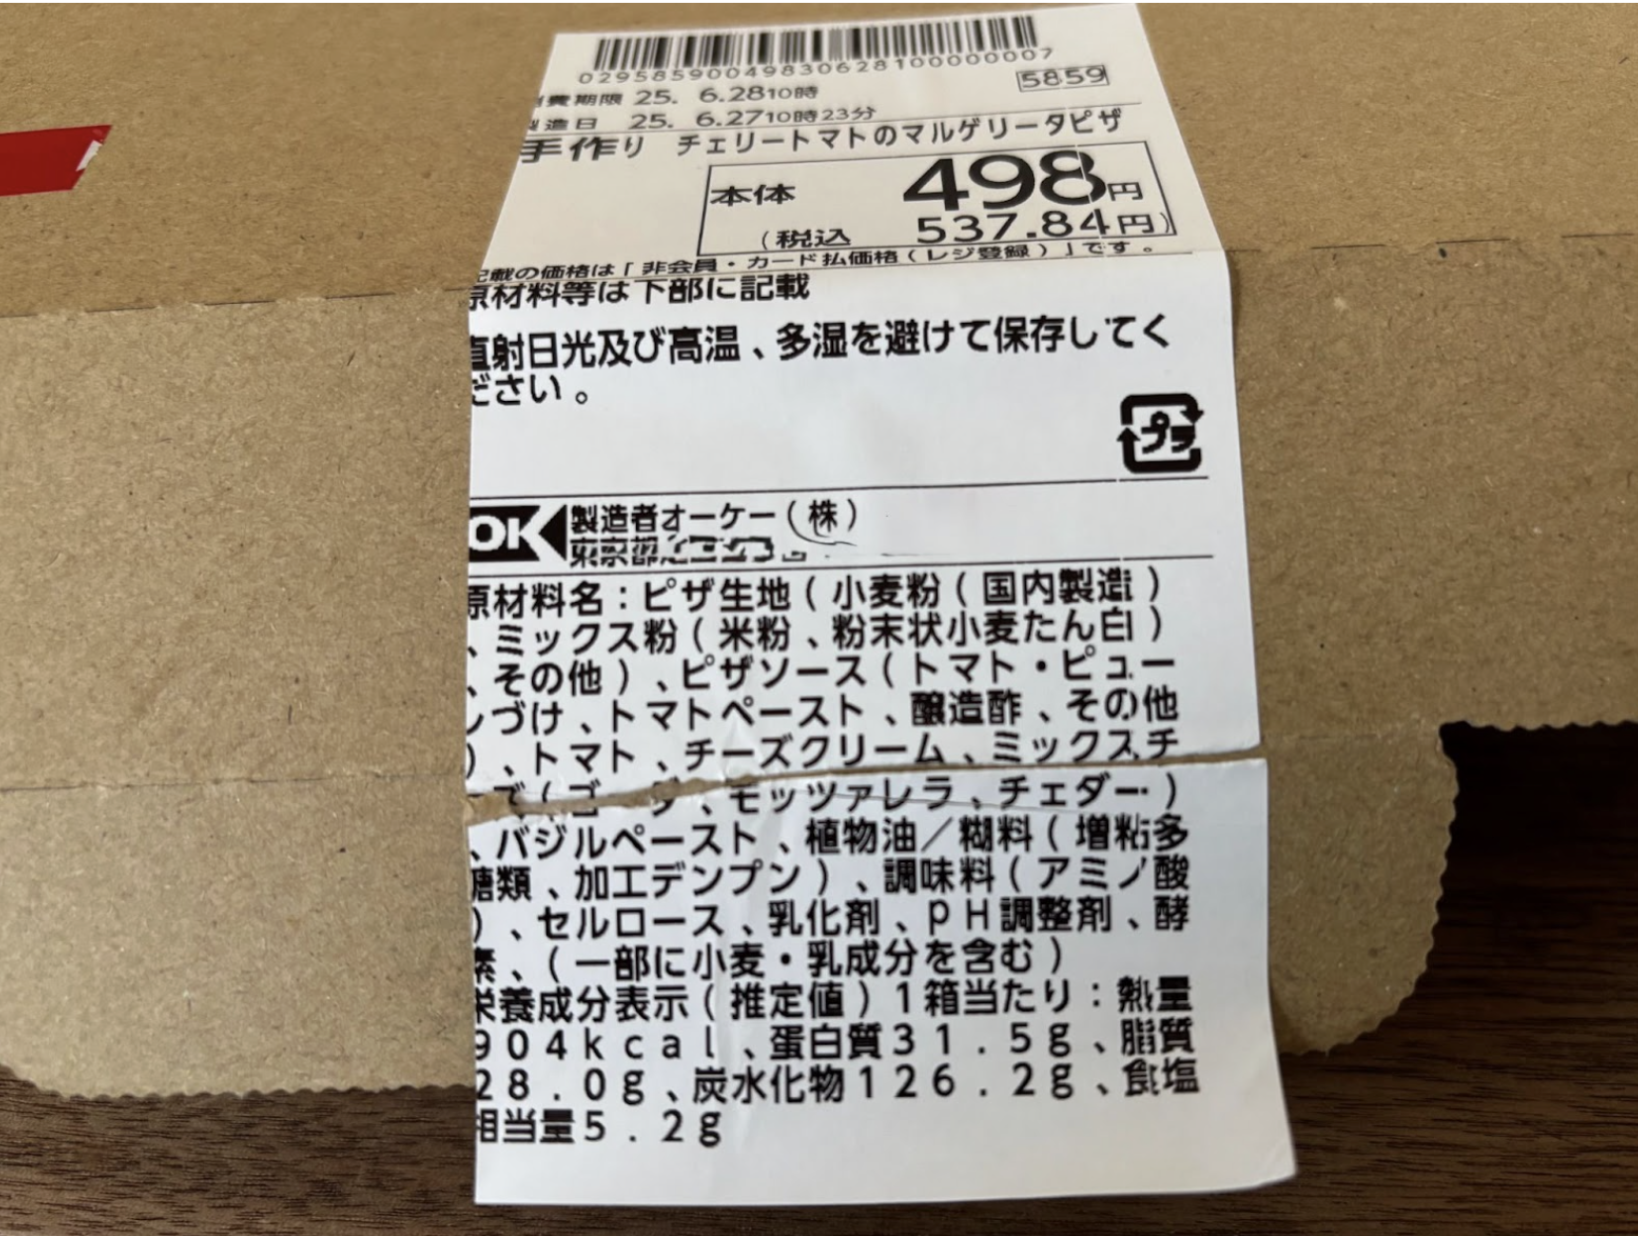 02958590049830628100000007
5859
消費期限 25. 6.28 10時
製造日 25. 6.27 10時23分
手作り チェリートマトのマルゲリータピザ
本体 498円
(税込 537.84円)
記載の価格は「非会員・カード払価格(レジ登録)」です。
原材料等は下部に記載
直射日光及び高温、多湿を避けて保存してく
ださい。
プラ
OK 製造者オーケー(株)
東京都
原材料名:ピザ生地(小麦粉(国内製造)
、ミックス粉(米粉、粉末状小麦たん白)
、その他)、ピザソース(トマト・ピュー
レづけ、トマトペースト、醸造酢、その他
)、トマト、チーズクリーム、ミックスチ
ーズ(ゴーダ、モッツァレラ、チェダー)
、バジルペースト、植物油/糊料(増粘多
糖類、加工デンプン)、調味料(アミノ酸
)、セルロース、乳化剤、pH調整剤、酵
素、(一部に小麦・乳成分を含む)
栄養成分表示(推定値)1箱当たり:熱量
904kcal、蛋白質31.5g、脂質
28.0g、炭水化物126.2g、食塩
相当量5.2g